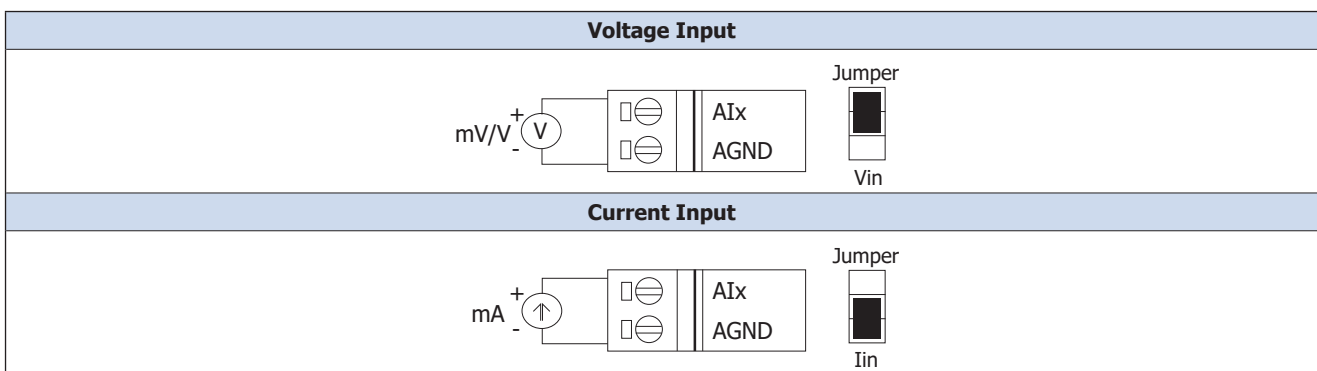 Voltage Input
Jumper
+
mV/V
V
-
AIx
AGND
Vin
Current Input
Jumper
+
mA
-
AIx
AGND
Iin